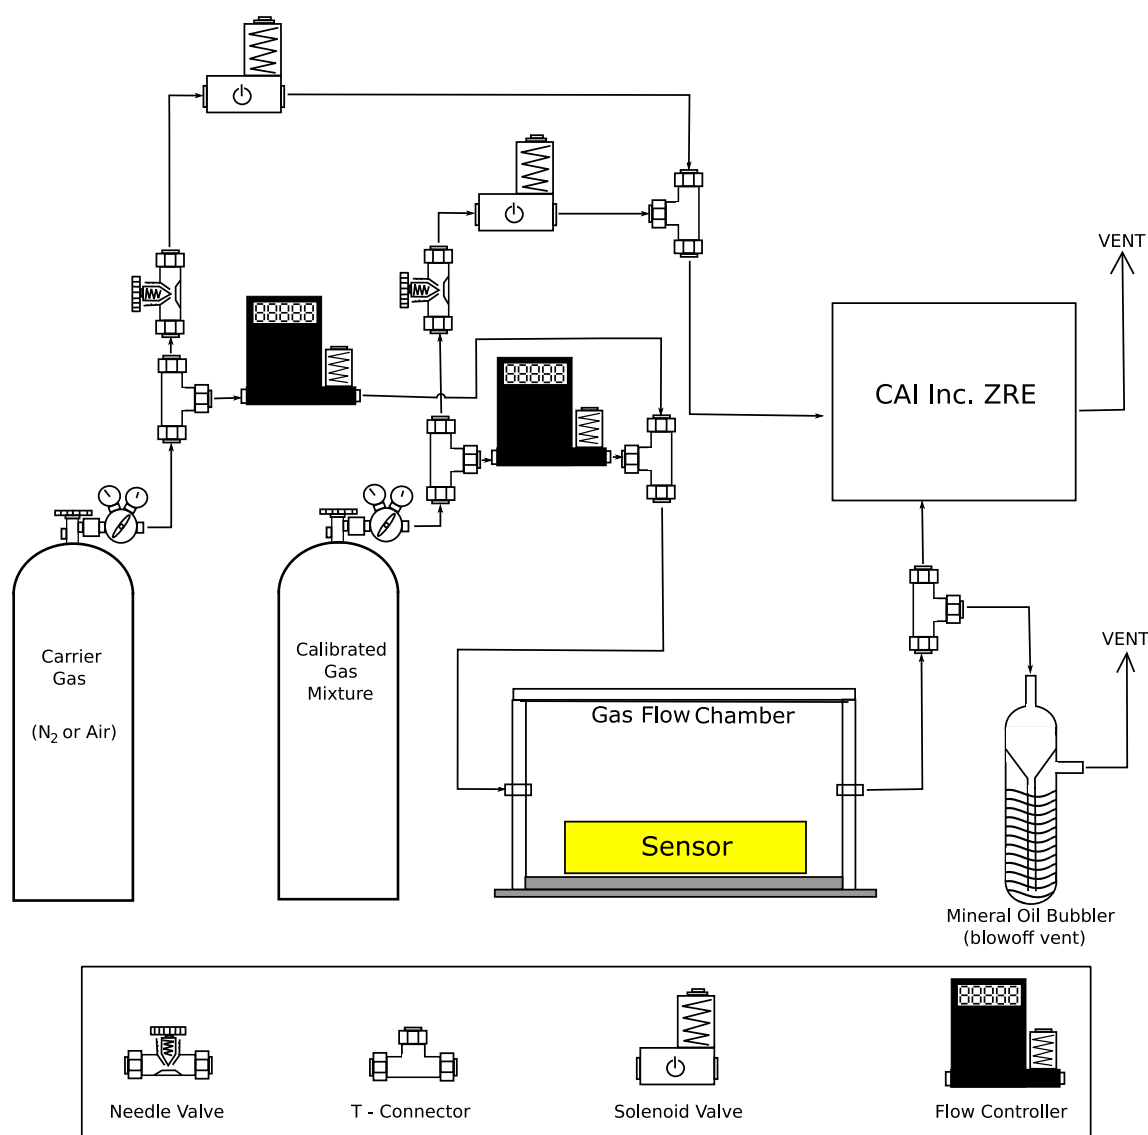 VENT
CAI Inc. ZRE
Carrier
Gas
(N₂ or Air)
Calibrated
Gas
Mixture
VENT
Gas Flow Chamber
Sensor
Mineral Oil Bubbler
(blowoff vent)
Needle Valve
T - Connector
Solenoid Valve
Flow Controller